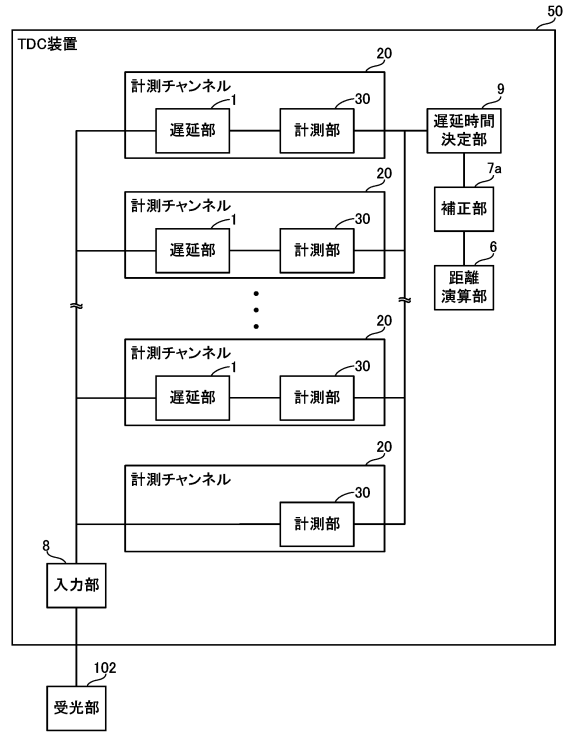 50
TDC装置
20
計測チャンネル
1
遅延部
30
計測部
9
遅延時間
決定部
7a
補正部
6
距離
演算部
20
計測チャンネル
1
遅延部
30
計測部
20
計測チャンネル
1
遅延部
30
計測部
20
計測チャンネル
30
計測部
8
入力部
102
受光部